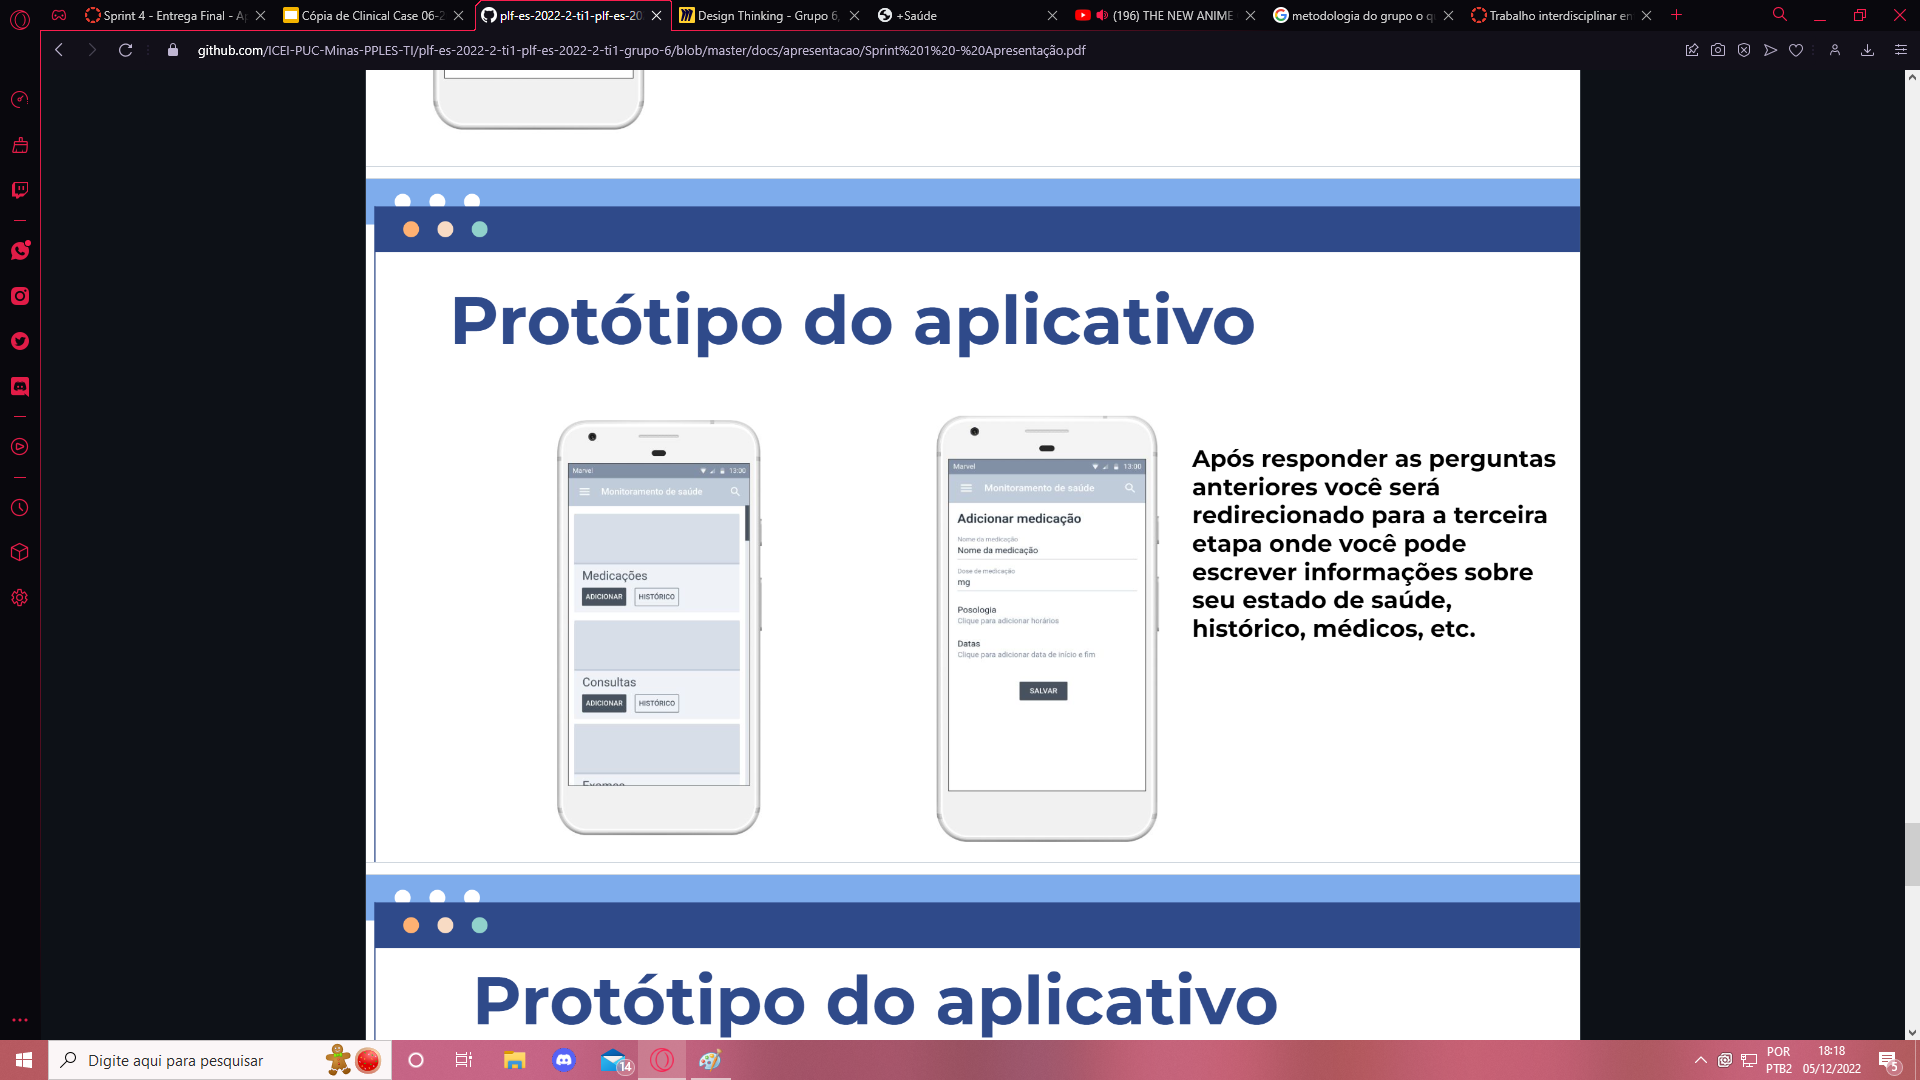 Sprint 4 - Entrega Final - Ap
Cópia de Clinical Case 06-2
plf-es-2022-2-ti1-plf-es-20
Design Thinking - Grupo 6,
+Saúde
(196) THE NEW ANIME
metodologia do grupo o qu
Trabalho interdisciplinar em
github.com/ICEI-PUC-Minas-PPLES-TI/plf-es-2022-2-ti1-plf-es-2022-2-ti1-grupo-6/blob/master/docs/apresentacao/Sprint%201%20-%20Apresentação.pdf
Protótipo do aplicativo
Marvel 13:00
Monitoramento de saúde
Medicações
ADICIONAR HISTÓRICO
Consultas
ADICIONAR HISTÓRICO
Exames
Marvel 13:00
Monitoramento de saúde
Adicionar medicação
Nome da medicação
Nome da medicação
Dose de medicação
mg
Posologia
Clique para adicionar horários
Datas
Clique para adicionar data de início e fim
SALVAR
Após responder as perguntas
anteriores você será
redirecionado para a terceira
etapa onde você pode
escrever informações sobre
seu estado de saúde,
histórico, médicos, etc.
Protótipo do aplicativo
Digite aqui para pesquisar
14
POR
PTB2
18:18
05/12/2022
5